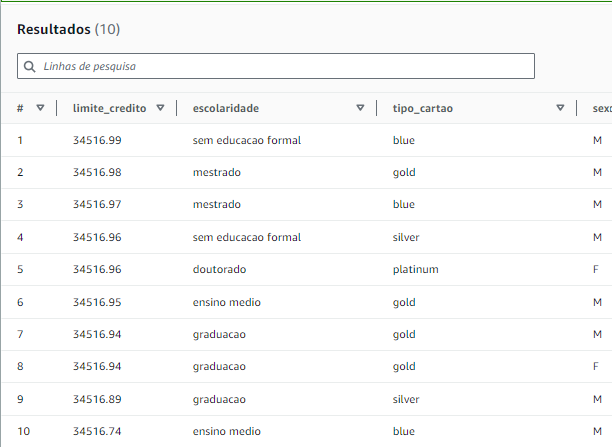 Resultados (10)
Linhas de pesquisa
# limite_credito escolaridade tipo_cartao
1 34516.99 sem educacao formal blue M
2 34516.98 mestrado gold M
3 34516.97 mestrado blue M
4 34516.96 sem educacao formal silver M
5 34516.96 doutorado platinum F
6 34516.95 ensino medio gold M
7 34516.94 graduacao gold M
8 34516.94 graduacao gold F
9 34516.89 graduacao silver M
10 34516.74 ensino medio blue M